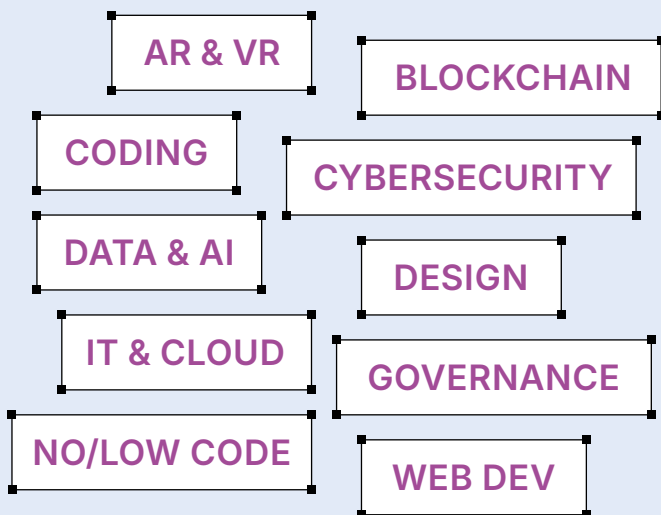 AR & VR
BLOCKCHAIN
CODING
CYBERSECURITY
DATA & AI
DESIGN
IT & CLOUD
GOVERNANCE
NO/LOW CODE
WEB DEV